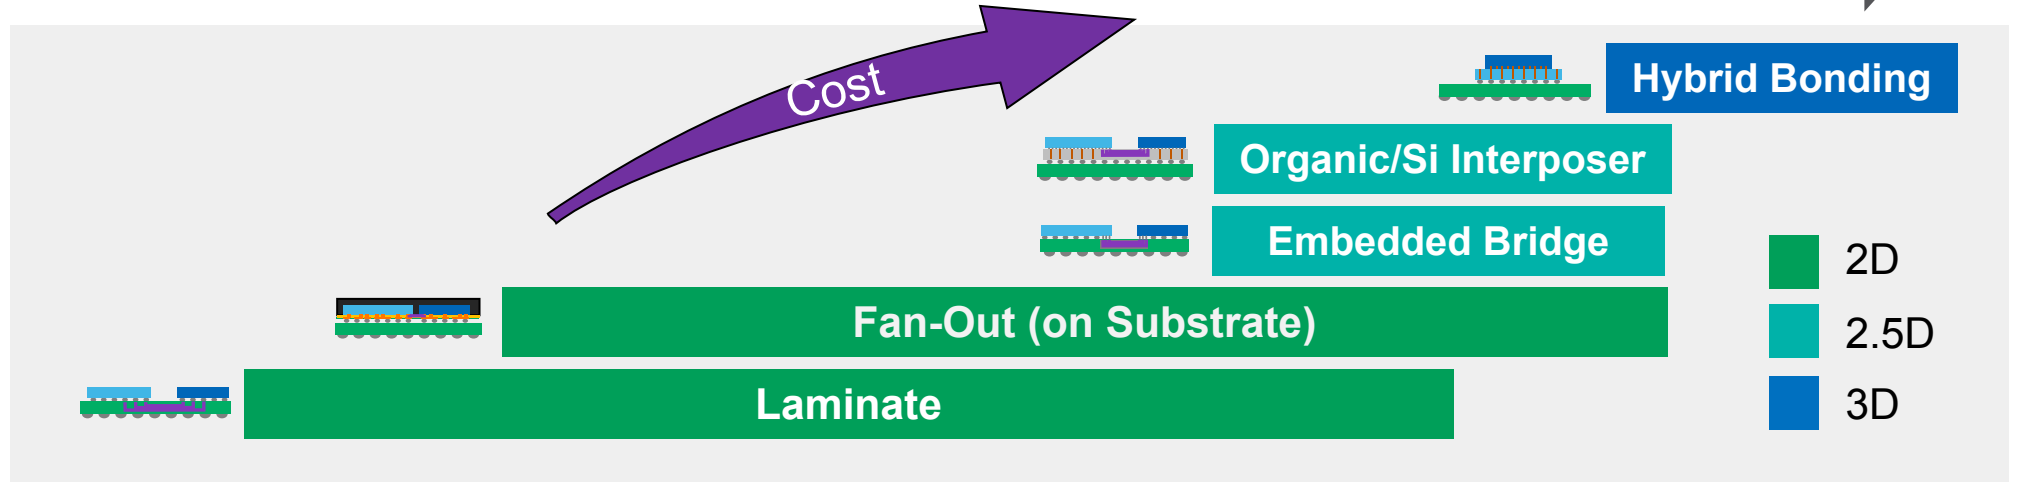 Cost
Hybrid Bonding
Organic/Si Interposer
Embedded Bridge
Fan-Out (on Substrate)
Laminate
2D
2.5D
3D